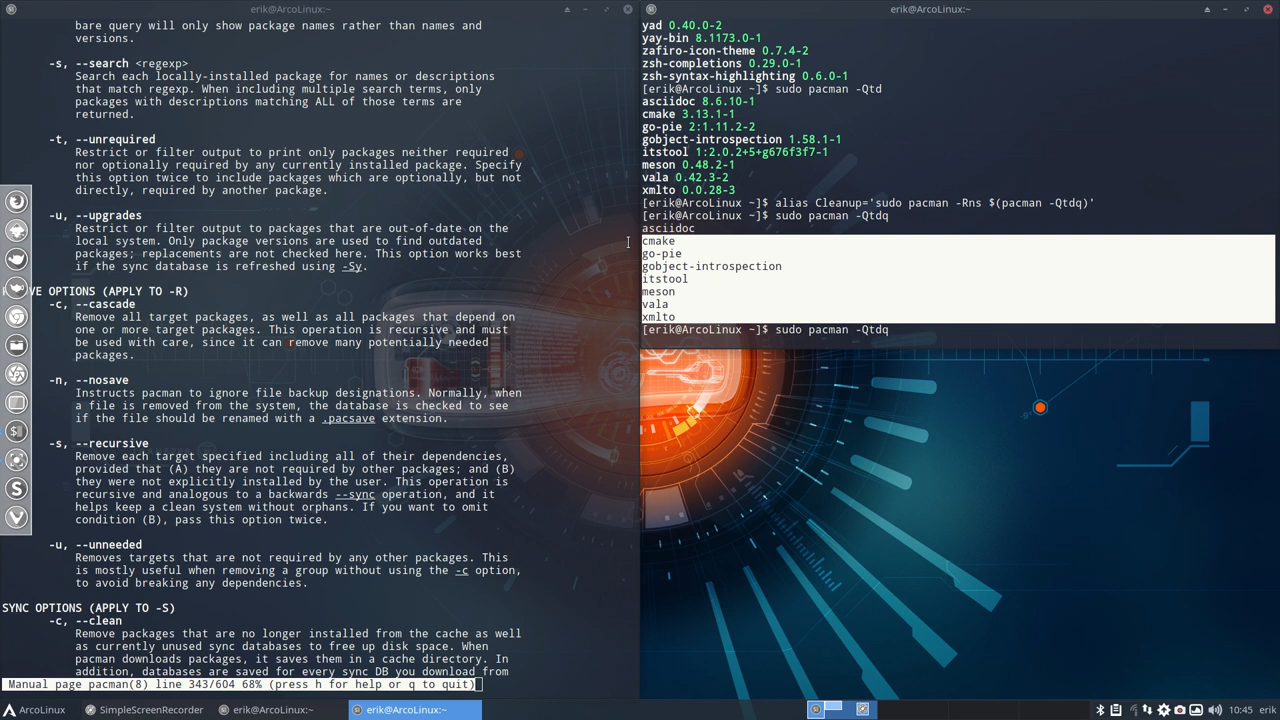 erik@ArcoLinux:~
bare query will only show package names rather than names and
versions.
-s, --search <regexp>
Search each locally-installed package for names or descriptions
that match regexp. When including multiple search terms, only
packages with descriptions matching ALL of those terms are
returned.
-t, --unrequired
Restrict or filter output to print only packages neither required
nor optionally required by any currently installed package. Specify
this option twice to include packages which are optionally, but not
directly, required by another package.
-u, --upgrades
Restrict or filter output to packages that are out-of-date on the
local system. Only package versions are used to find outdated
packages; replacements are not checked here. This option works best
if the sync database is refreshed using -Sy.
VE OPTIONS (APPLY TO -R)
-c, --cascade
Remove all target packages, as well as all packages that depend on
one or more target packages. This operation is recursive and must
be used with care, since it can remove many potentially needed
packages.
-n, --nosave
Instructs pacman to ignore file backup designations. Normally, when
a file is removed from the system, the database is checked to see
if the file should be renamed with a .pacsave extension.
-s, --recursive
Remove each target specified including all of their dependencies,
provided that (A) they are not required by other packages; and (B)
they were not explicitly installed by the user. This operation is
recursive and analogous to a backwards --sync operation, and it
helps keep a clean system without orphans. If you want to omit
condition (B), pass this option twice.
-u, --unneeded
Removes targets that are not required by any other packages. This
is mostly useful when removing a group without using the -c option,
to avoid breaking any dependencies.
SYNC OPTIONS (APPLY TO -S)
-c, --clean
Remove packages that are no longer installed from the cache as well
as currently unused sync databases to free up disk space. When
pacman downloads packages, it saves them in a cache directory. In
addition, databases are saved for every sync DB you download from
Manual page pacman(8) line 343/604 68% (press h for help or q to quit)
erik@ArcoLinux:~
yad 0.40.0-2
yay-bin 8.1173.0-1
zafiro-icon-theme 0.7.4-2
zsh-completions 0.29.0-1
zsh-syntax-highlighting 0.6.0-1
[erik@ArcoLinux ~]$ sudo pacman -Qtd
asciidoc 8.6.10-1
cmake 3.13.1-1
go-pie 2:1.11.2-2
gobject-introspection 1.58.1-1
itstool 1:2.0.2+5+g676f3f7-1
meson 0.48.2-1
vala 0.42.3-2
xmlto 0.0.28-3
[erik@ArcoLinux ~]$ alias Cleanup='sudo pacman -Rns $(pacman -Qtdq)'
[erik@ArcoLinux ~]$ sudo pacman -Qtdq
asciidoc
cmake
go-pie
gobject-introspection
itstool
meson
vala
xmlto
[erik@ArcoLinux ~]$ sudo pacman -Qtdq
ArcoLinux
SimpleScreenRecorder
erik@ArcoLinux:~
erik@ArcoLinux:~
10:45 erik